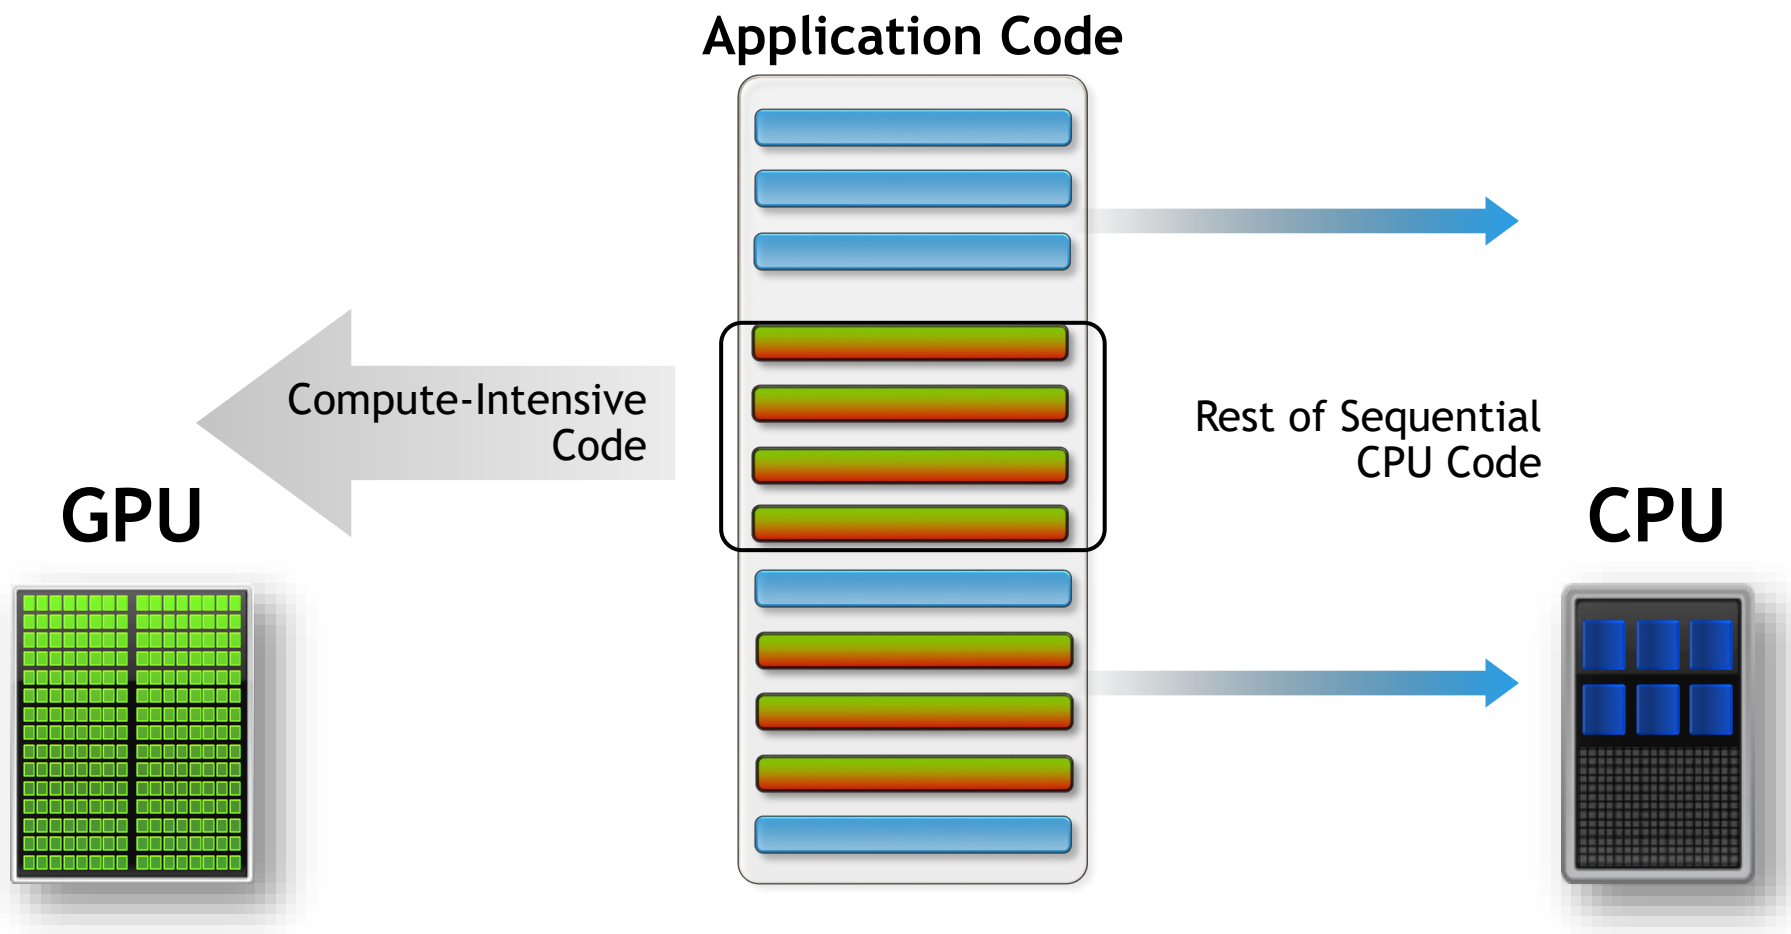 Application Code
Compute-Intensive
Code
Rest of Sequential
CPU Code
GPU
CPU